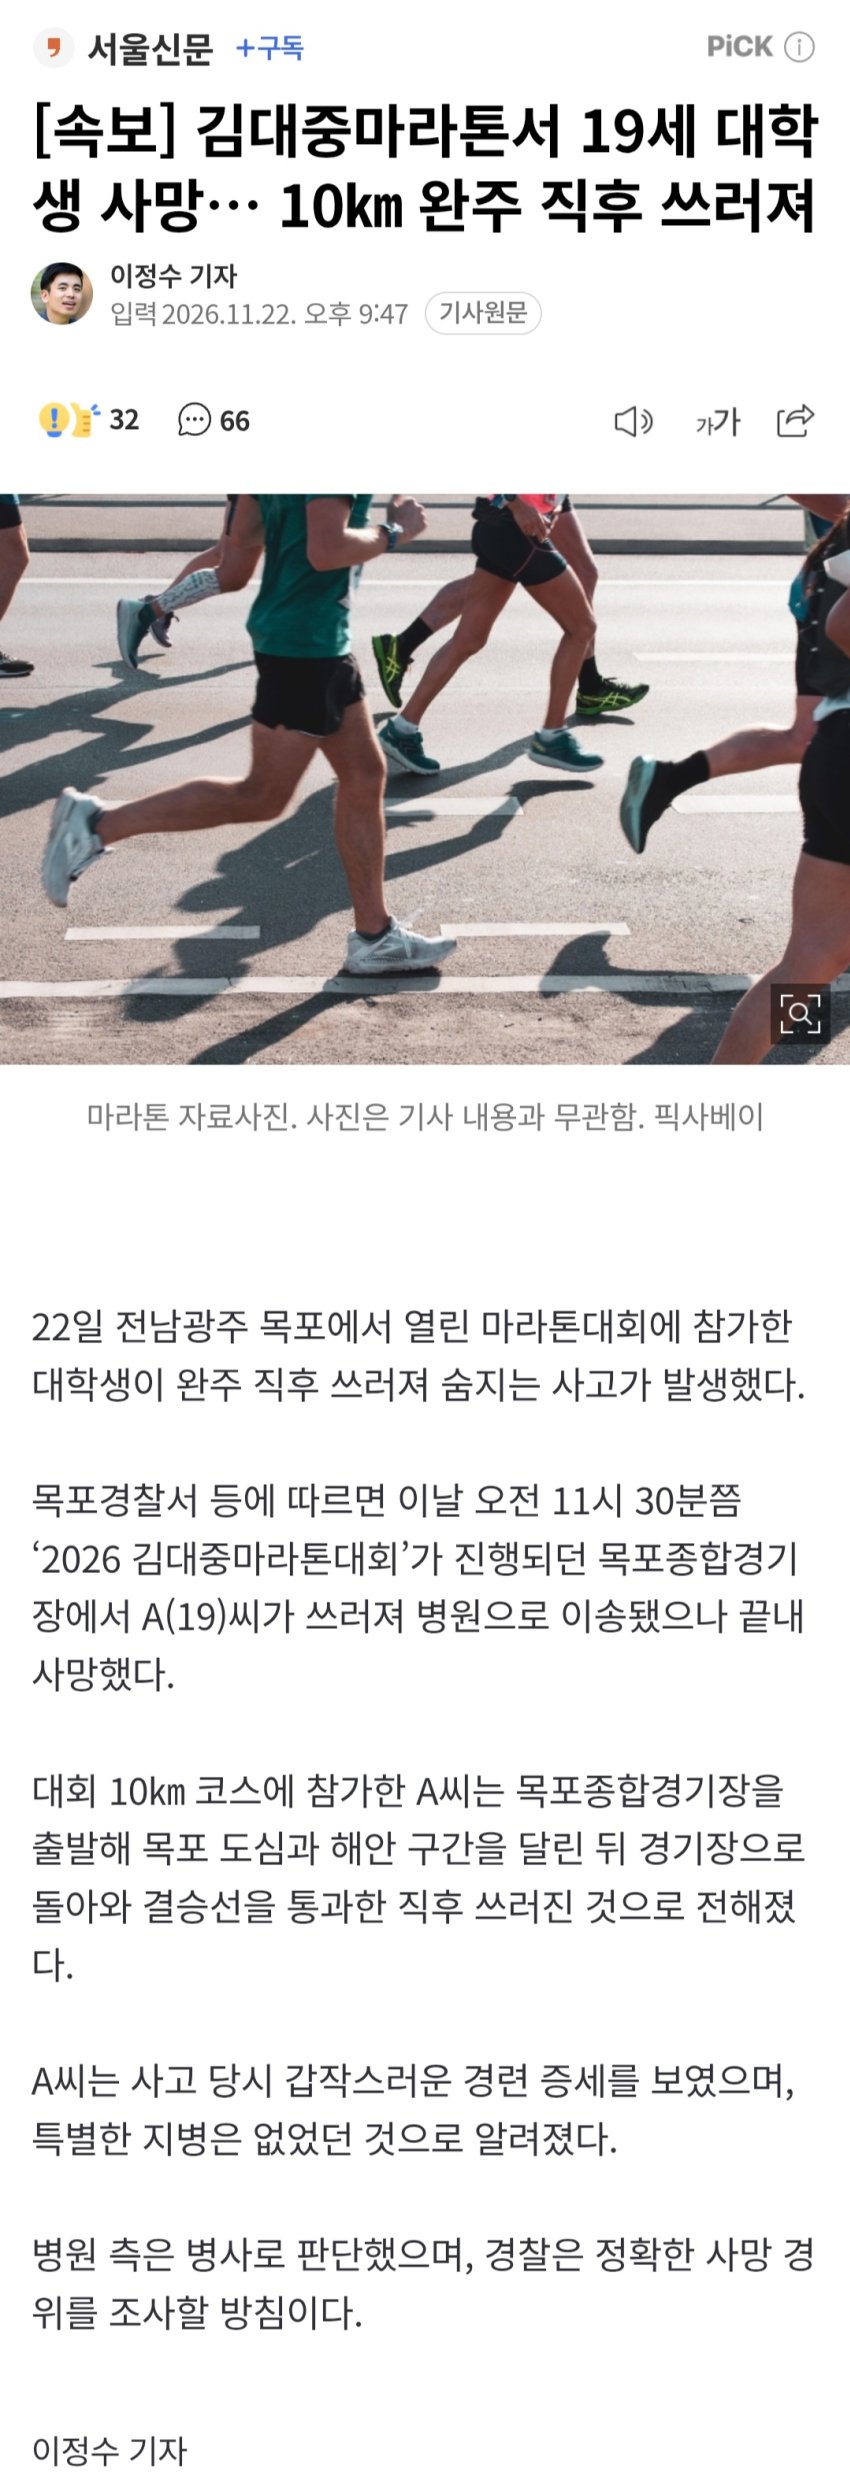 서울신문 +구독 PiCK
[속보] 김대중마라톤서 19세 대학
생 사망… 10㎞ 완주 직후 쓰러져
이정수 기자
입력 2026.11.22. 오후 9:47 기사원문
32 66 가가
마라톤 자료사진. 사진은 기사 내용과 무관함. 픽사베이
22일 전남광주 목포에서 열린 마라톤대회에 참가한
대학생이 완주 직후 쓰러져 숨지는 사고가 발생했다.
목포경찰서 등에 따르면 이날 오전 11시 30분쯤
‘2026 김대중마라톤대회’가 진행되던 목포종합경기
장에서 A(19)씨가 쓰러져 병원으로 이송됐으나 끝내
사망했다.
대회 10㎞ 코스에 참가한 A씨는 목포종합경기장을
출발해 목포 도심과 해안 구간을 달린 뒤 경기장으로
돌아와 결승선을 통과한 직후 쓰러진 것으로 전해졌
다.
A씨는 사고 당시 갑작스러운 경련 증세를 보였으며,
특별한 지병은 없었던 것으로 알려졌다.
병원 측은 병사로 판단했으며, 경찰은 정확한 사망 경
위를 조사할 방침이다.
이정수 기자